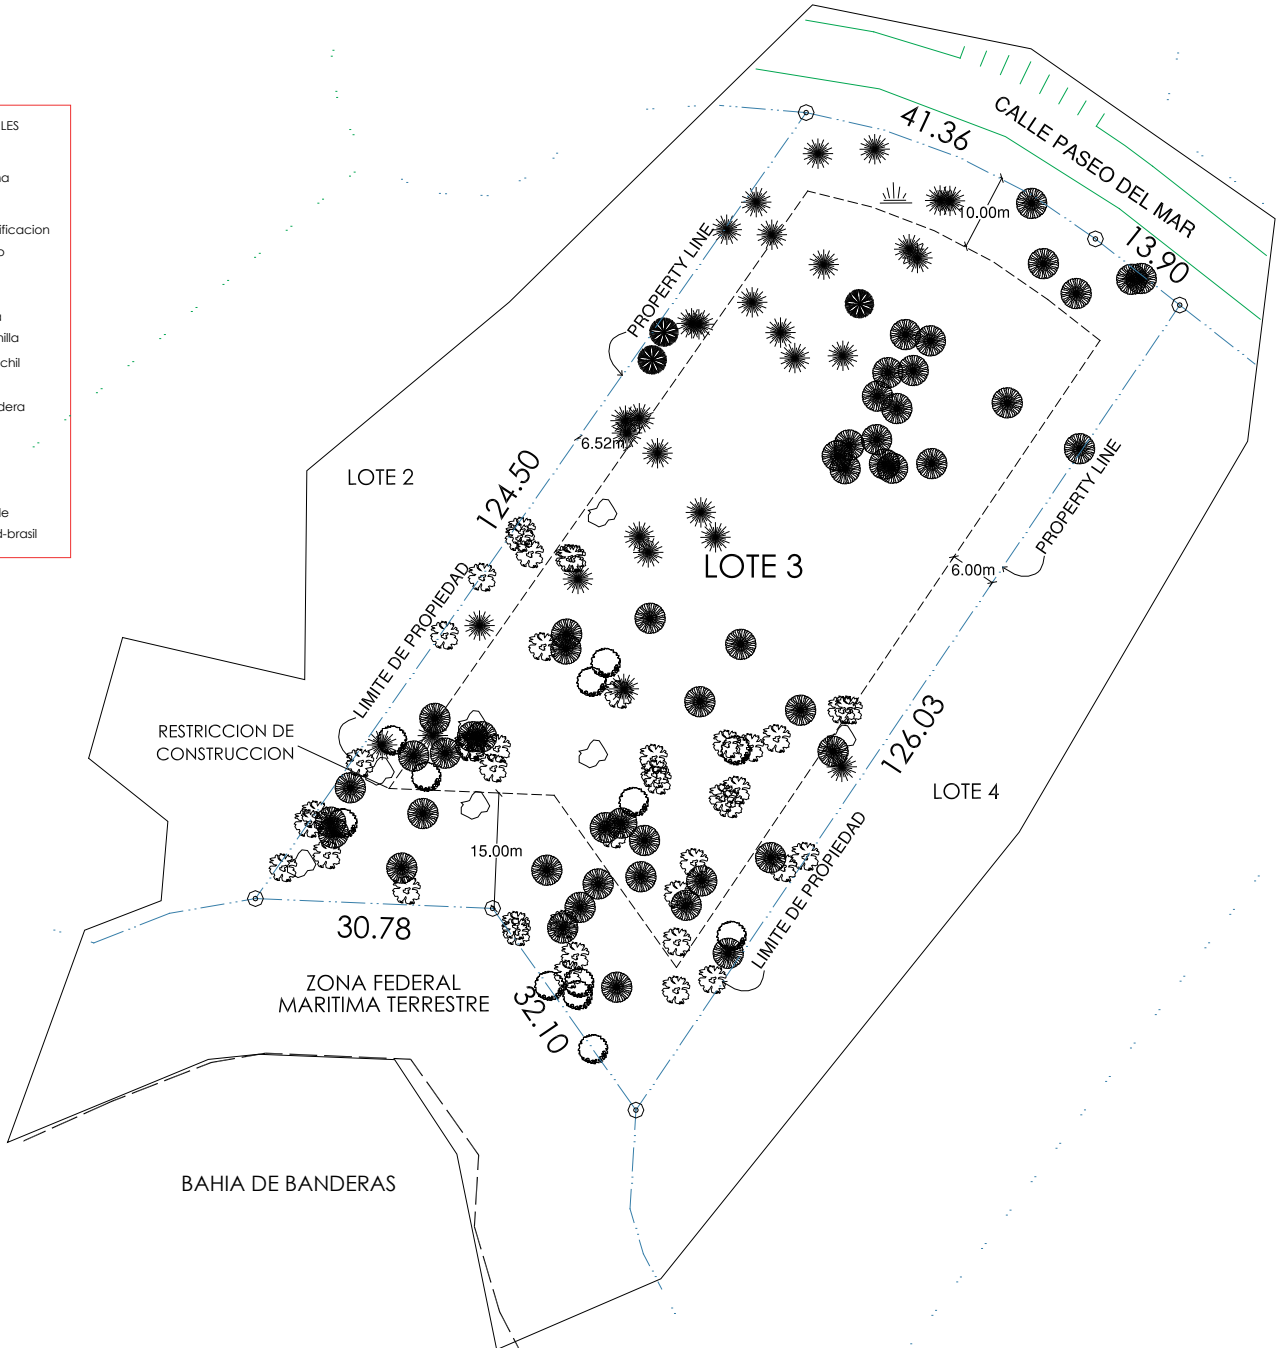 CALLE PASEO DEL MAR
41.36
13.90
10.00m
PROPERTY LINE
6.52m
124.50
LOTE 2
LOTE 3
PROPERTY LINE
6.00m
LIMITE DE PROPIEDAD
RESTRICCION DE
CONSTRUCCION
126.03
LOTE 4
15.00m
LIMITE DE PROPIEDAD
30.78
ZONA FEDERAL
MARITIMA TERRESTRE
32.10
BAHIA DE BANDERAS